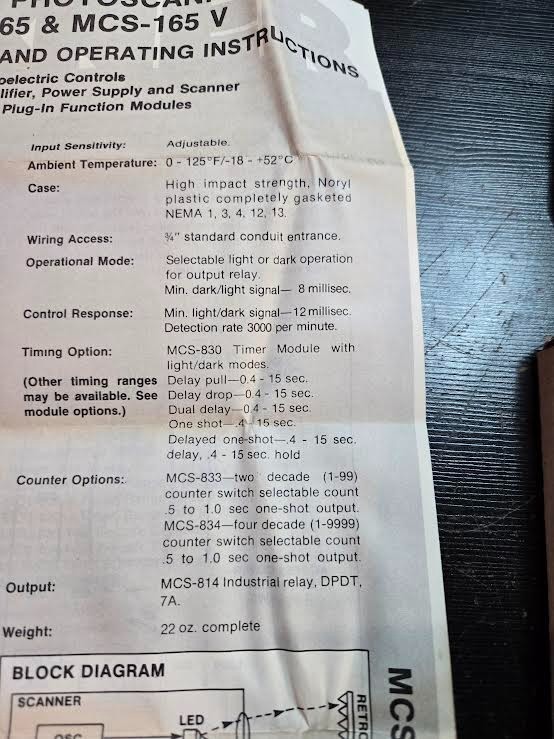 PHOTOSCAN
65 & MCS-165 V
AND OPERATING INSTRUCTIONS
oelectric Controls
lifier, Power Supply and Scanner
Plug-In Function Modules
Input Sensitivity: Adjustable.
Ambient Temperature: 0 - 125°F/-18 - +52°C
Case: High impact strength, Noryl
plastic completely gasketed
NEMA 1, 3, 4, 12, 13.
Wiring Access: ¾" standard conduit entrance.
Operational Mode: Selectable light or dark operation
for output relay.
Min. dark/light signal— 8 millisec.
Control Response: Min. light/dark signal—12 millisec.
Detection rate 3000 per minute.
Timing Option: MCS-830 Timer Module with
light/dark modes.
(Other timing ranges Delay pull—0.4 - 15 sec.
may be available. See Delay drop—0.4 - 15 sec.
module options.) Dual delay—0.4 - 15 sec.
One shot—.4 - 15 sec.
Delayed one-shot—.4 - 15 sec.
delay, .4 - 15 sec. hold
Counter Options: MCS-833—two decade (1-99)
counter switch selectable count
.5 to 1.0 sec one-shot output.
MCS-834—four decade (1-9999)
counter switch selectable count
.5 to 1.0 sec one-shot output.
Output: MCS-814 Industrial relay, DPDT,
7A.
Weight: 22 oz. complete
BLOCK DIAGRAM
SCANNER
LED
OSC
RETRO
MCS